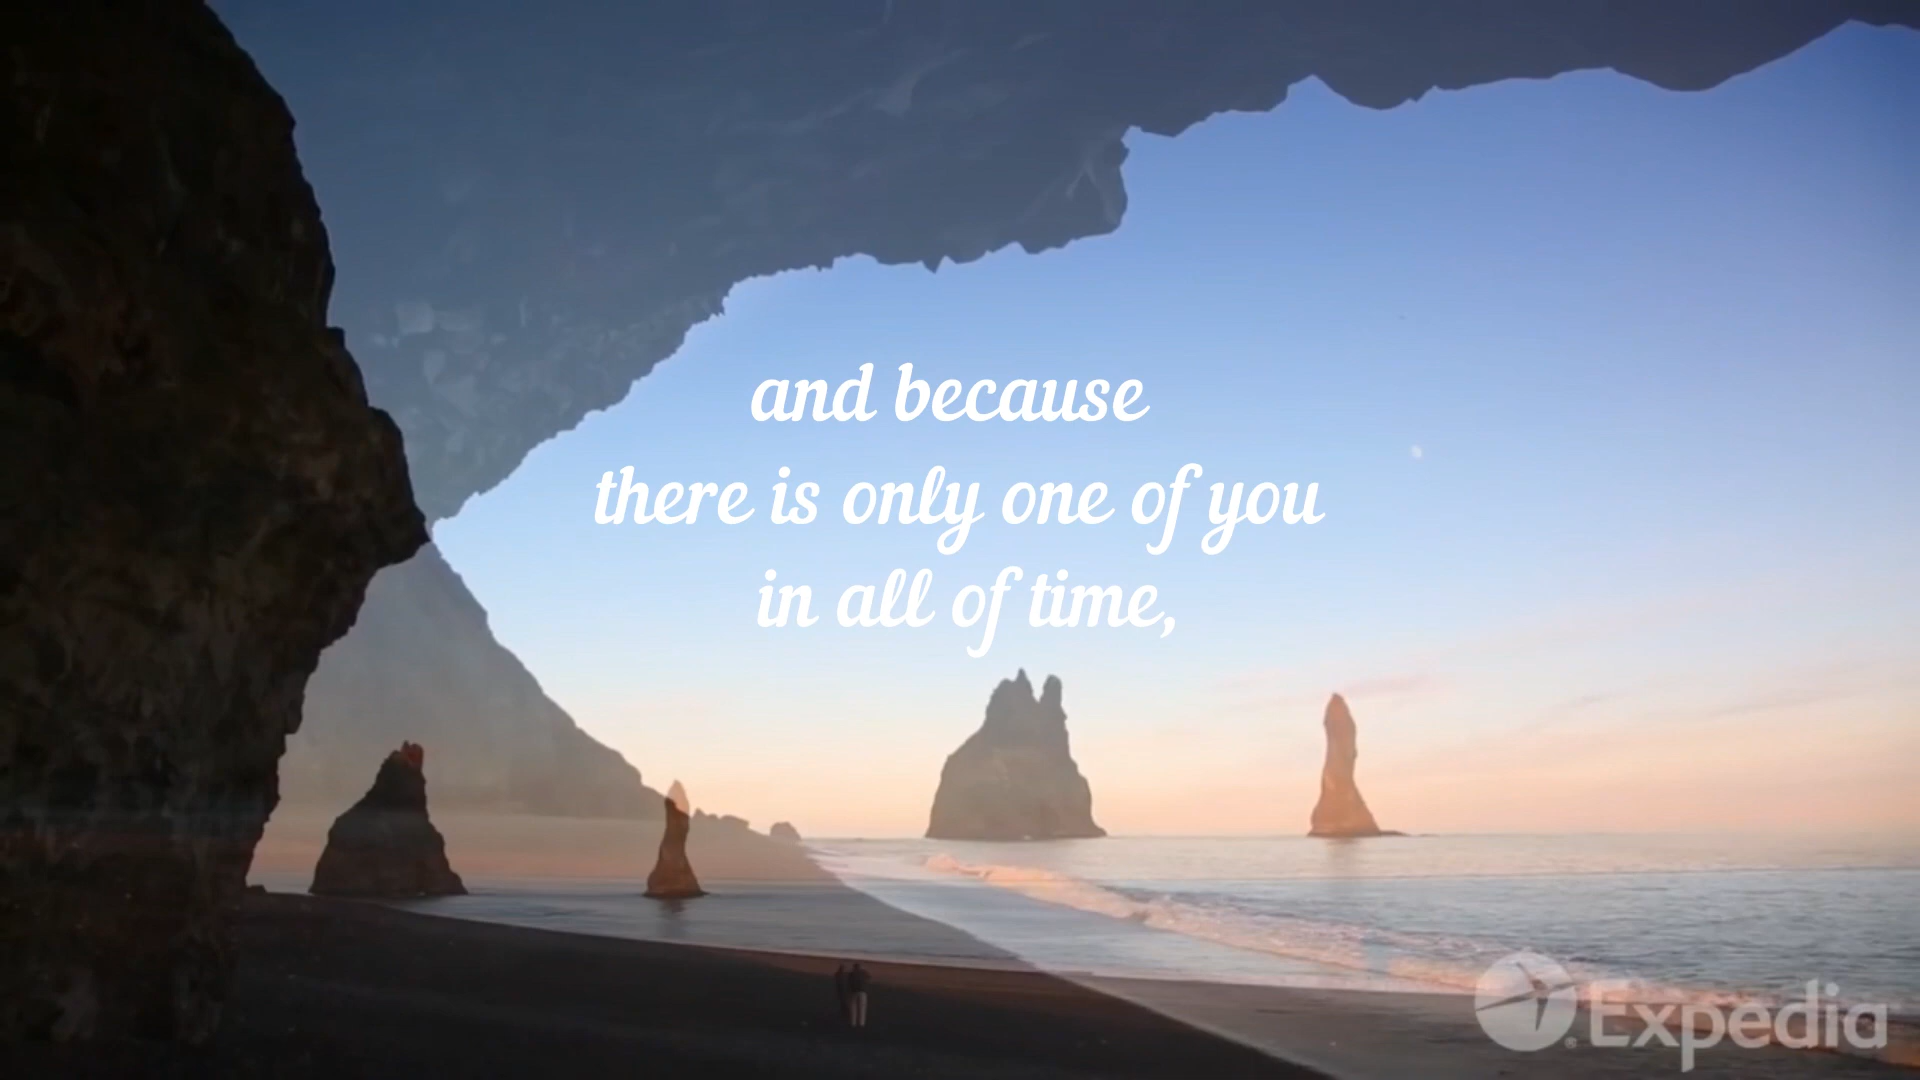 and because
there is only one of you
in all of time,
Expedia